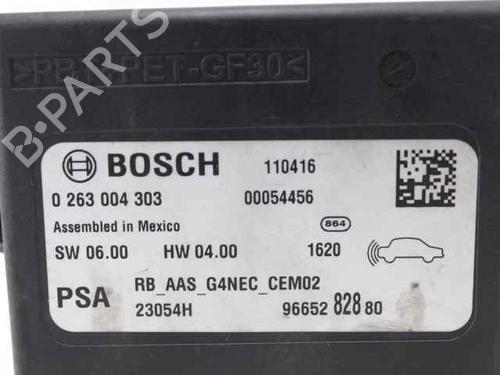 >PBT+PET-GF30<
B-PARTS
BOSCH 110416
0 263 004 303 00054456
Assembled in Mexico 864
SW 06.00 HW 04.00 1620
PSA RB_AAS_G4NEC_CEM02
23054H 96652 828 80